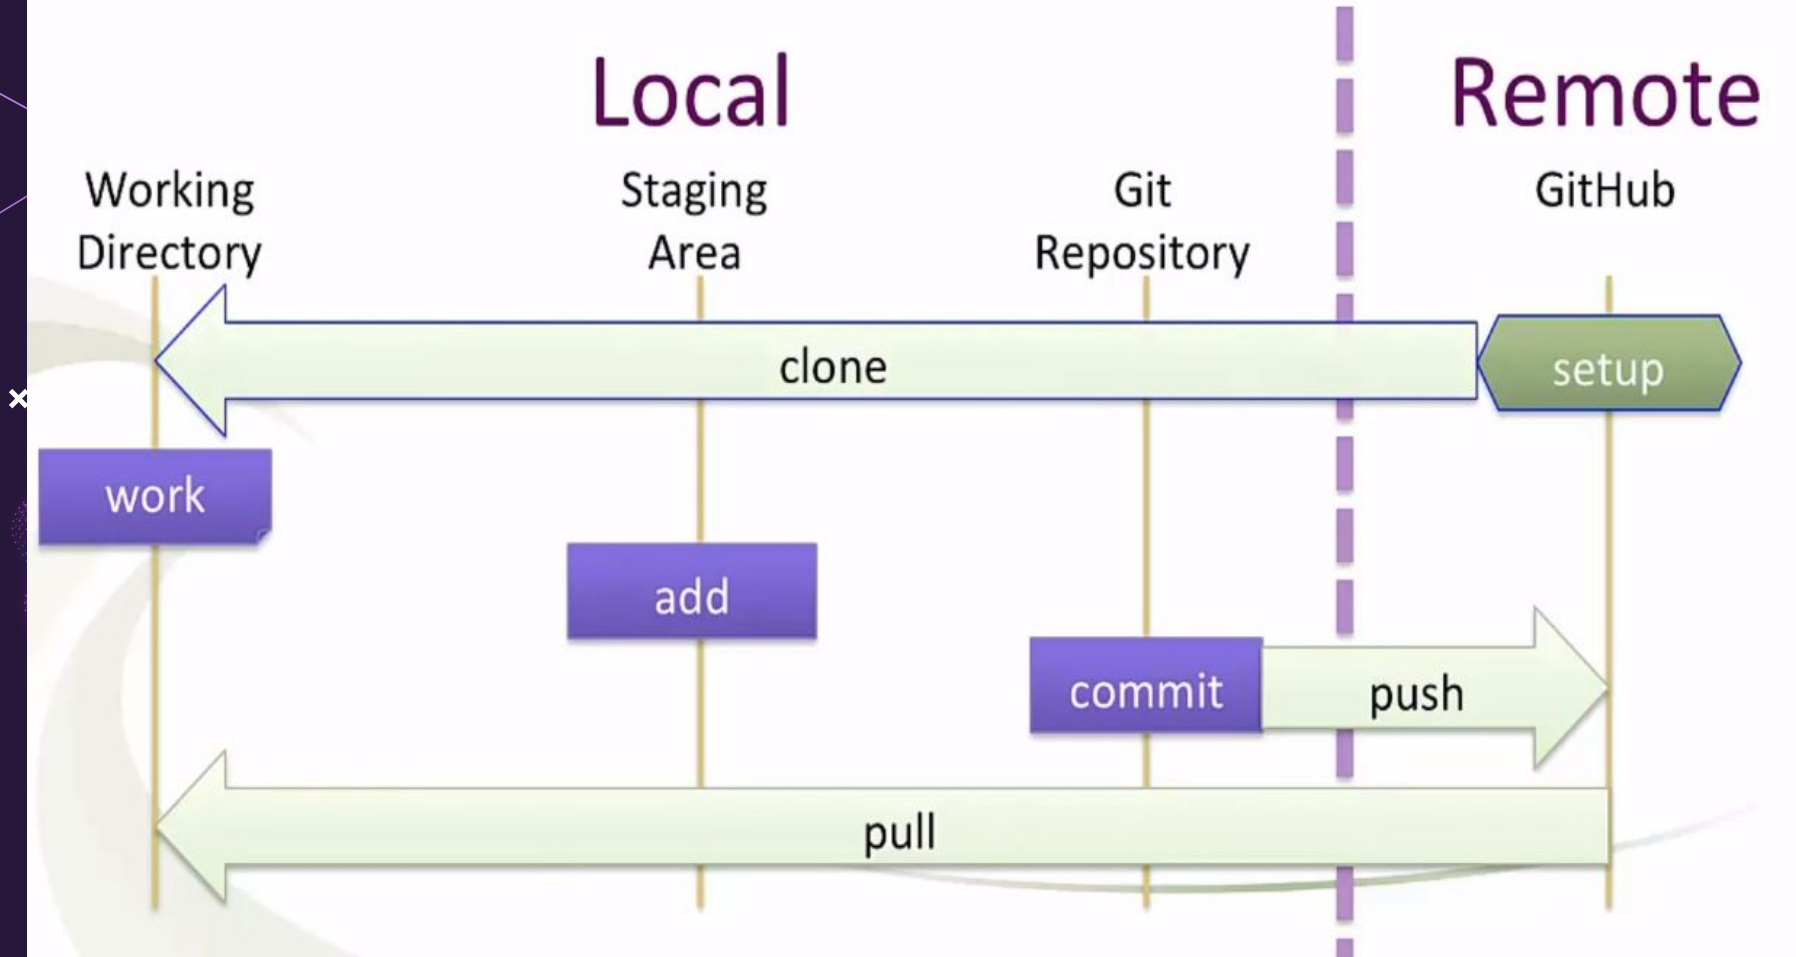 Local
Remote
Working
Directory
Staging
Area
Git
Repository
GitHub
clone
setup
work
add
commit
push
pull